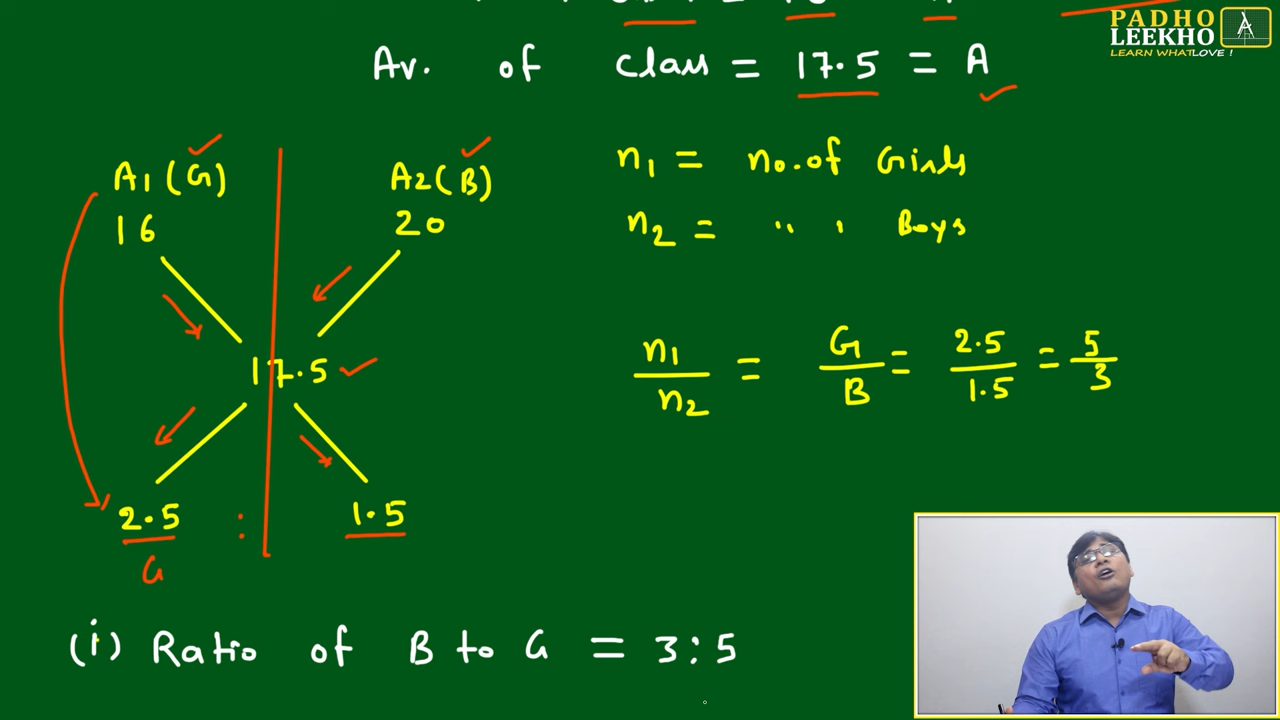 PADHO
LEEKHO
LEARN WHAT LOVE !
Av. of class = 17.5 = A
A1(G) A2(B)
16 20
17.5
2.5 : 1.5
G
n1 = no. of Girls
n2 = " " Boys
n1/n2 = G/B = 2.5/1.5 = 5/3
(i) Ratio of B to G = 3:5